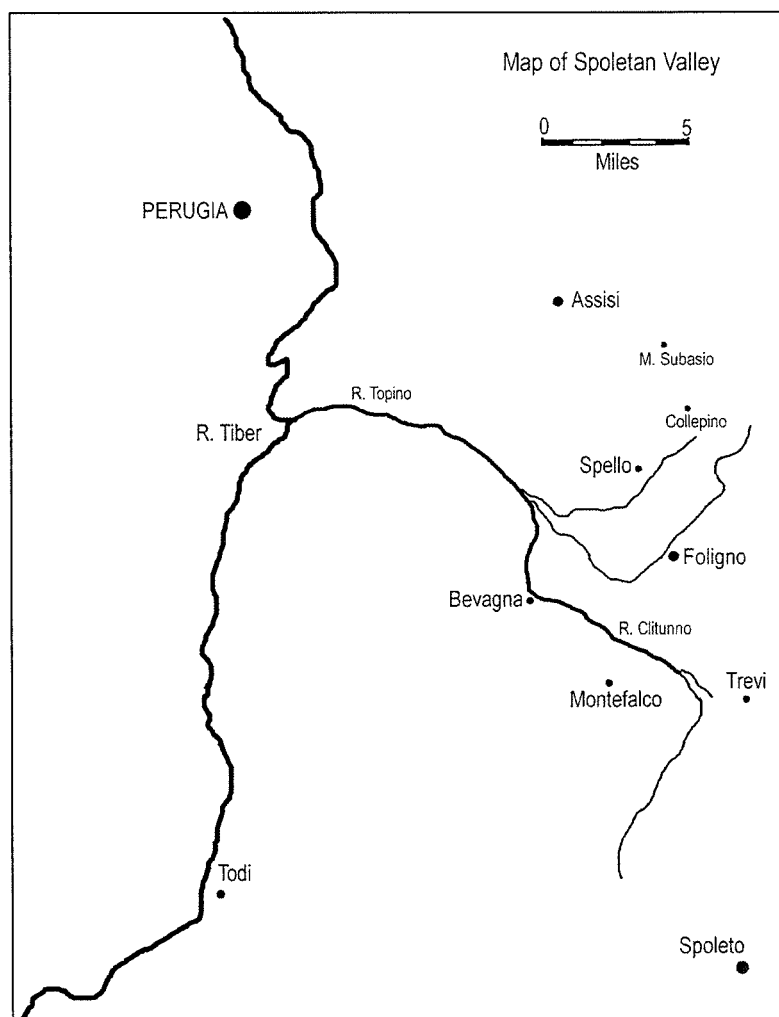 Map of Spoletan Valley
0 5
Miles
PERUGIA
Assisi
M. Subasio
R. Topino
Collepino
R. Tiber
Spello
Foligno
Bevagna
R. Clitunno
Trevi
Montefalco
Todi
Spoleto